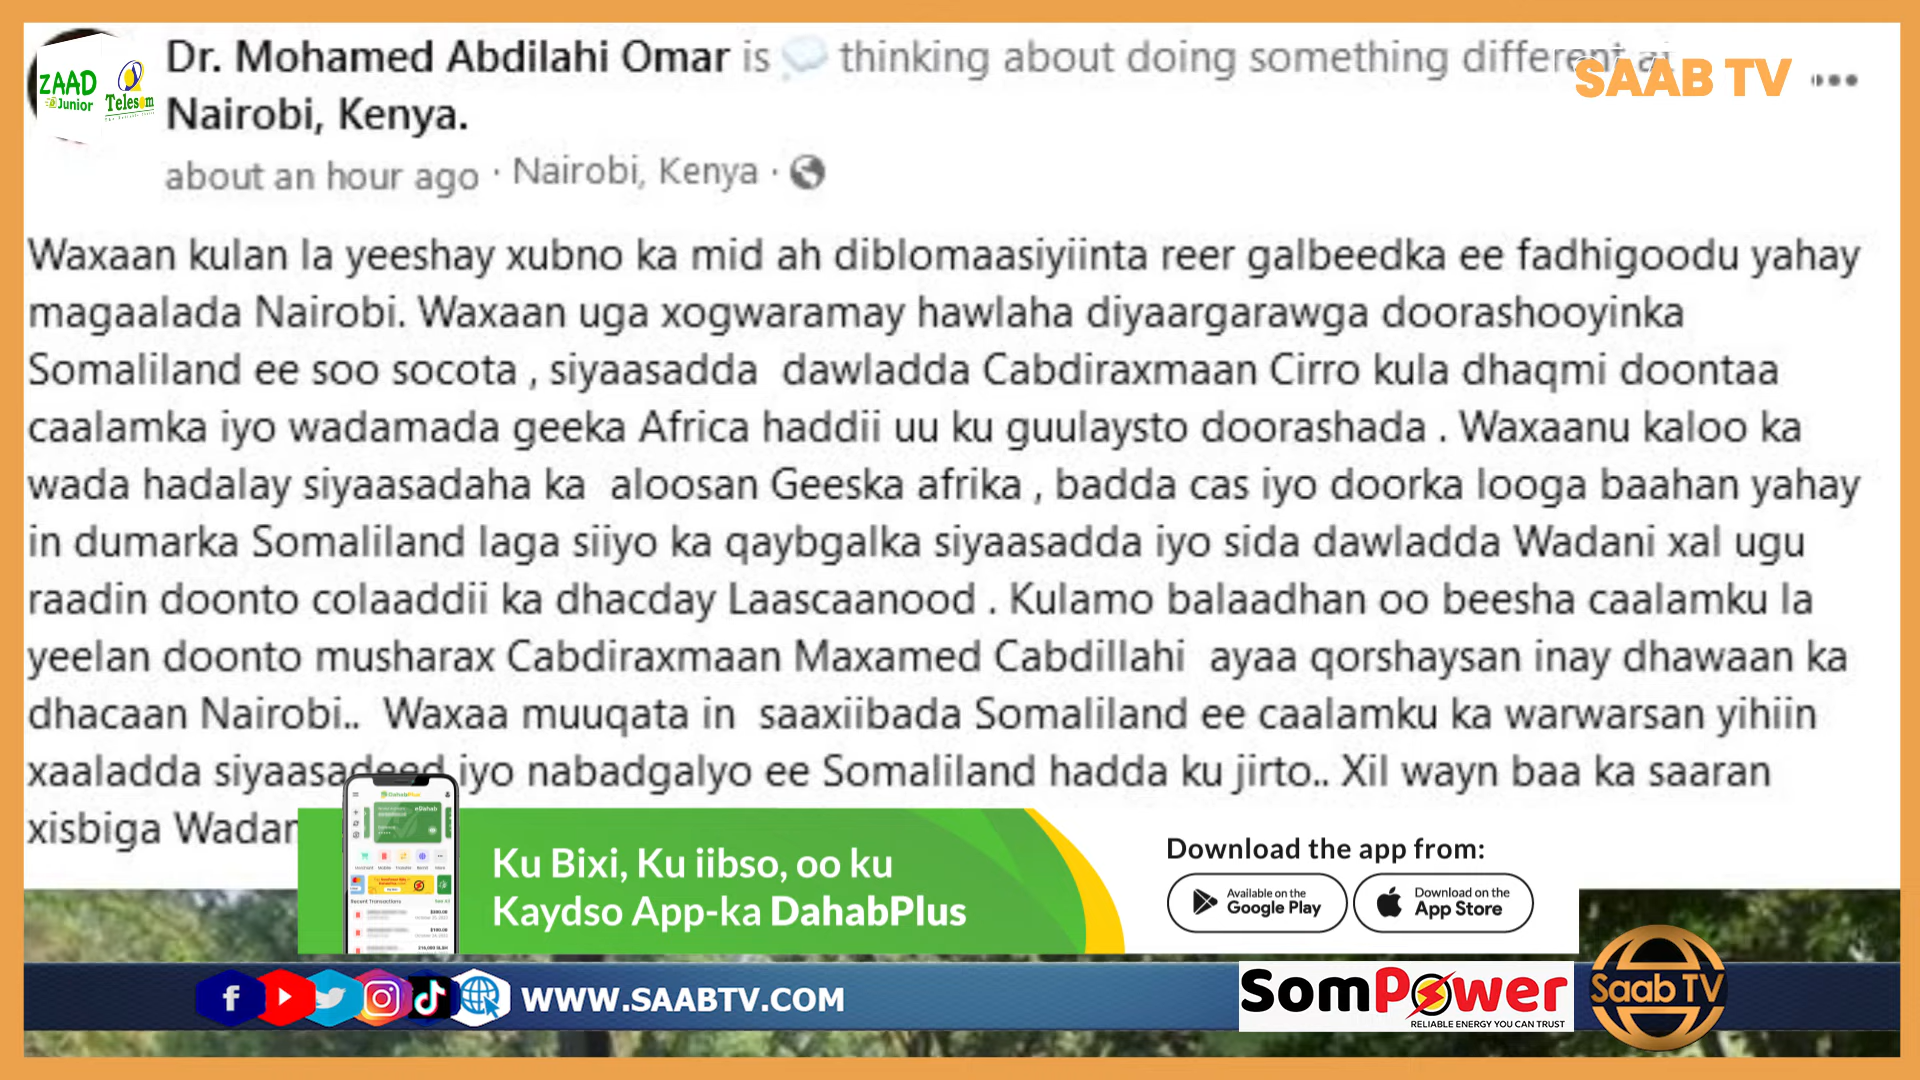 Dr. Mohamed Abdilahi Omar is thinking about doing something different at
Nairobi, Kenya.
about an hour ago · Nairobi, Kenya ·
SAAB TV
ZAAD
Junior
Telesom
Waxaan kulan la yeeshay xubno ka mid ah diblomaasiyiinta reer galbeedka ee fadhigoodu yahay
magaalada Nairobi. Waxaan uga xogwaramay hawlaha diyaargarawga doorashooyinka
Somaliland ee soo socota , siyaasadda dawladda Cabdiraxmaan Cirro kula dhaqmi doontaa
caalamka iyo wadamada geeka Africa haddii uu ku guulaysto doorashada . Waxaanu kaloo ka
wada hadalay siyaasadaha ka aloosan Geeska afrika , badda cas iyo doorka looga baahan yahay
in dumarka Somaliland laga siiyo ka qaybgalka siyaasadda iyo sida dawladda Wadani xal ugu
raadin doonto colaaddii ka dhacday Laascaanood . Kulamo balaadhan oo beesha caalamku la
yeelan doonto musharax Cabdiraxmaan Maxamed Cabdillahi ayaa qorshaysan inay dhawaan ka
dhacaan Nairobi.. Waxaa muuqata in saaxiibada Somaliland ee caalamku ka warwarsan yihiin
xaaladda siyaasadeed iyo nabadgalyo ee Somaliland hadda ku jirto.. Xil wayn baa ka saaran
xisbiga
Ku Bixi, Ku iibso, oo ku
Kaydso App-ka DahabPlus
Download the app from:
Available on the
Google Play
Download on the
App Store
WWW.SAABTV.COM
SomPower
RELIABLE ENERGY YOU CAN TRUST
Saab TV